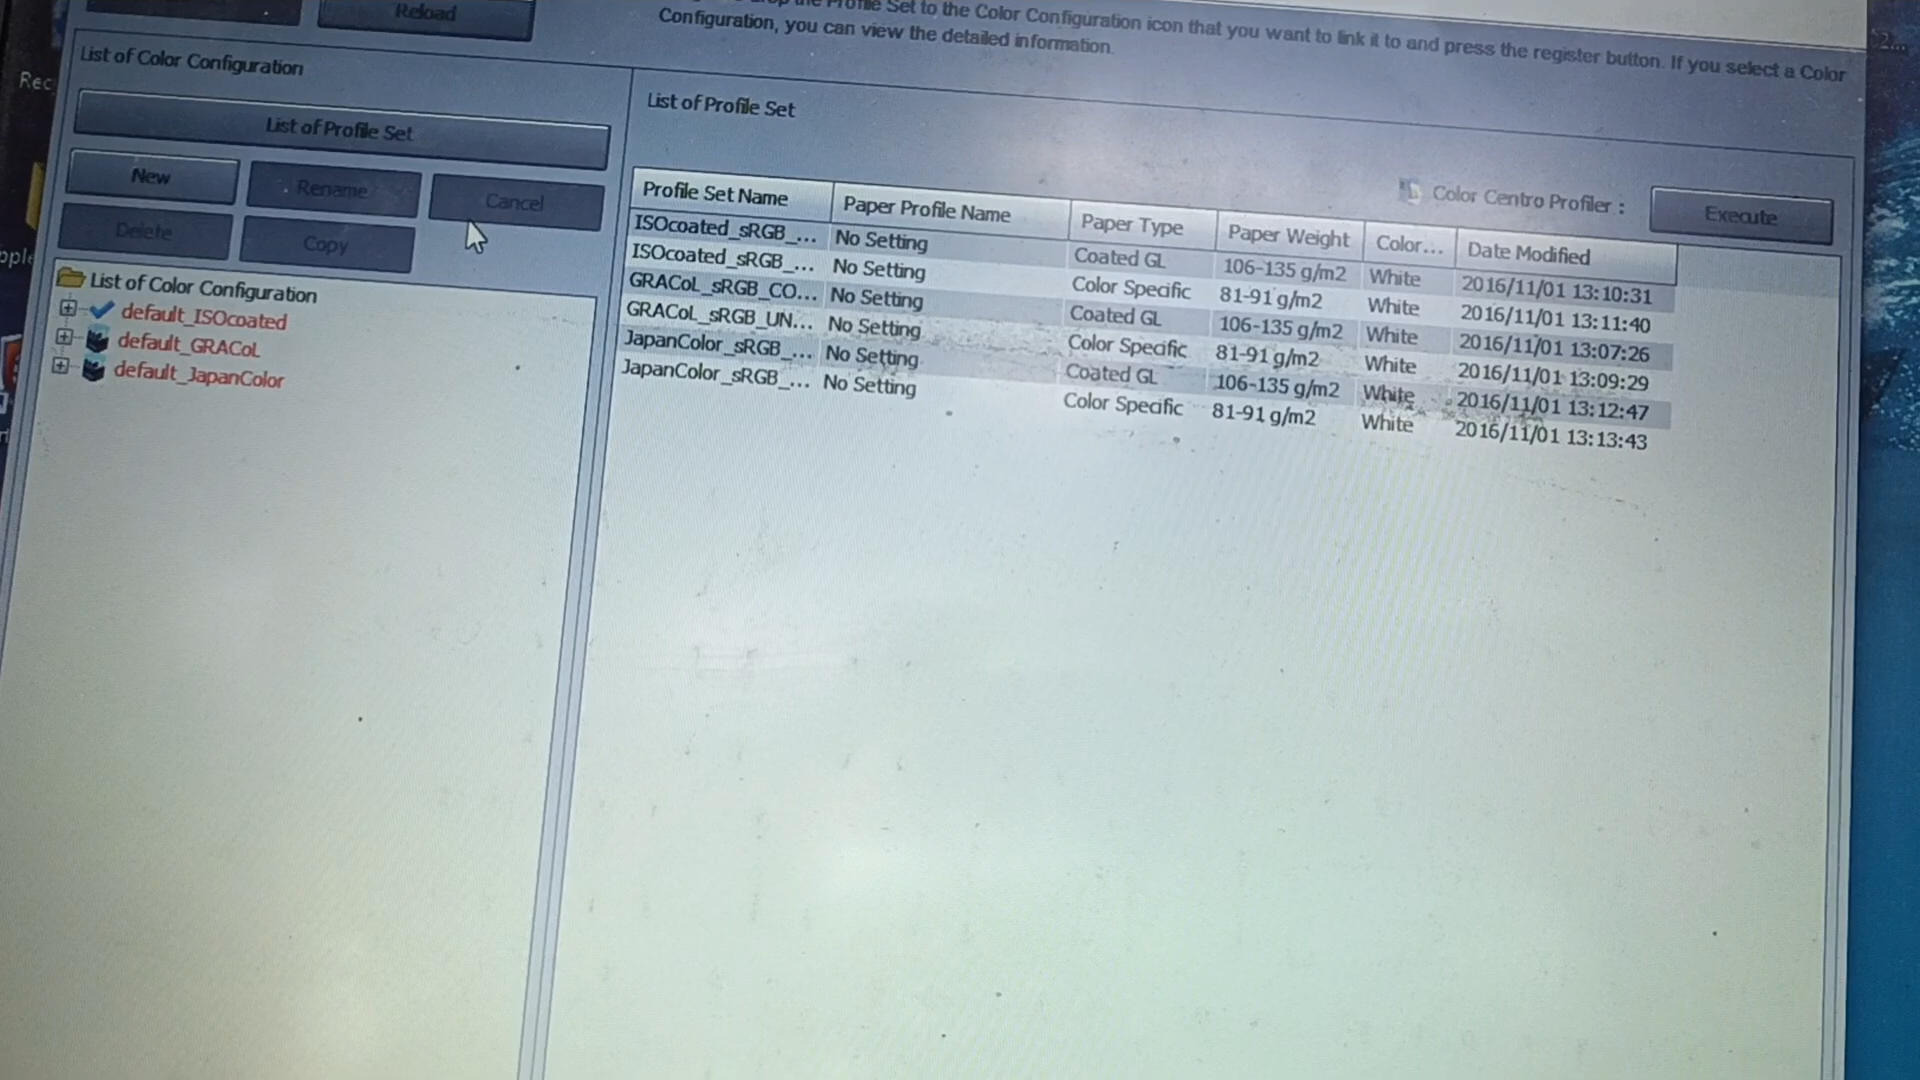 Reload
Profile Set to the Color Configuration icon that you want to link it to and press the register button. If you select a Color
Configuration, you can view the detailed information.
List of Color Configuration
List of Profile Set
New
Rename
Cancel
Delete
Copy
List of Color Configuration
default_ISOcoated
default_GRACoL
default_JapanColor
List of Profile Set
Color Centro Profiler :
Execute
Profile Set Name Paper Profile Name Paper Type Paper Weight Color... Date Modified
ISOcoated_sRGB_... No Setting Coated GL 106-135 g/m2 White 2016/11/01 13:10:31
ISOcoated_sRGB_... No Setting Color Specific 81-91 g/m2 White 2016/11/01 13:11:40
GRACoL_sRGB_CO... No Setting Coated GL 106-135 g/m2 White 2016/11/01 13:07:26
GRACoL_sRGB_UN... No Setting Color Specific 81-91 g/m2 White 2016/11/01 13:09:29
JapanColor_sRGB_... No Setting Coated GL 106-135 g/m2 White 2016/11/01 13:12:47
JapanColor_sRGB_... No Setting Color Specific 81-91 g/m2 White 2016/11/01 13:13:43
Rec